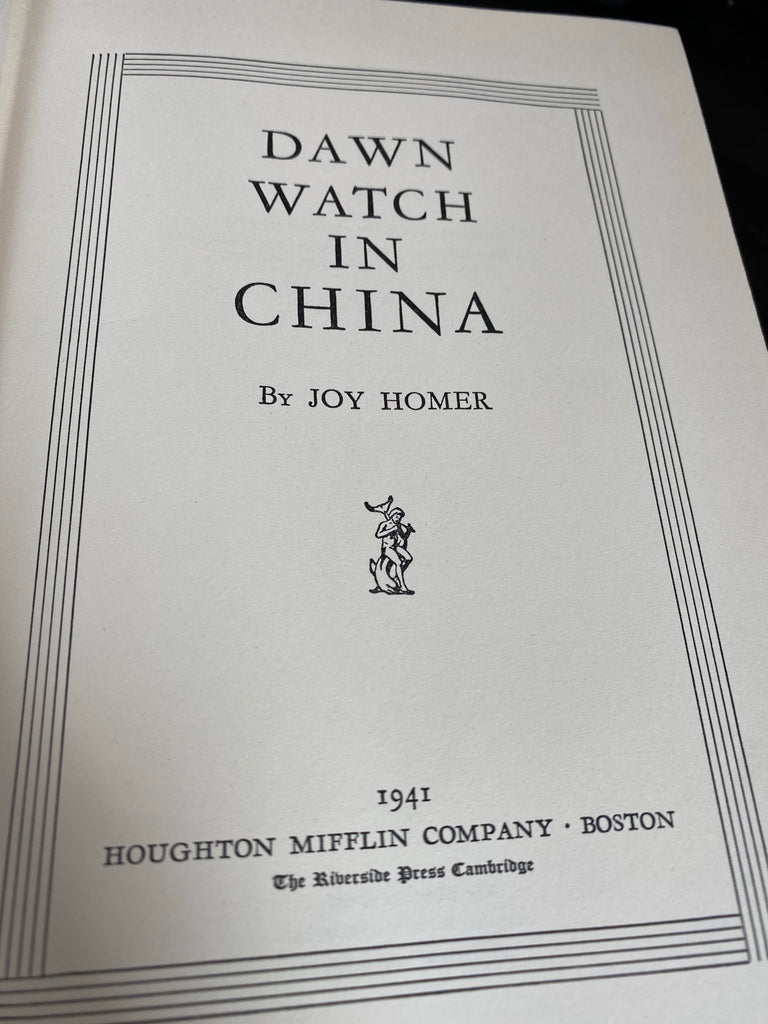 DAWN
WATCH
IN
CHINA
By JOY HOMER
1941
HOUGHTON MIFFLIN COMPANY · BOSTON
The Riverside Press Cambridge